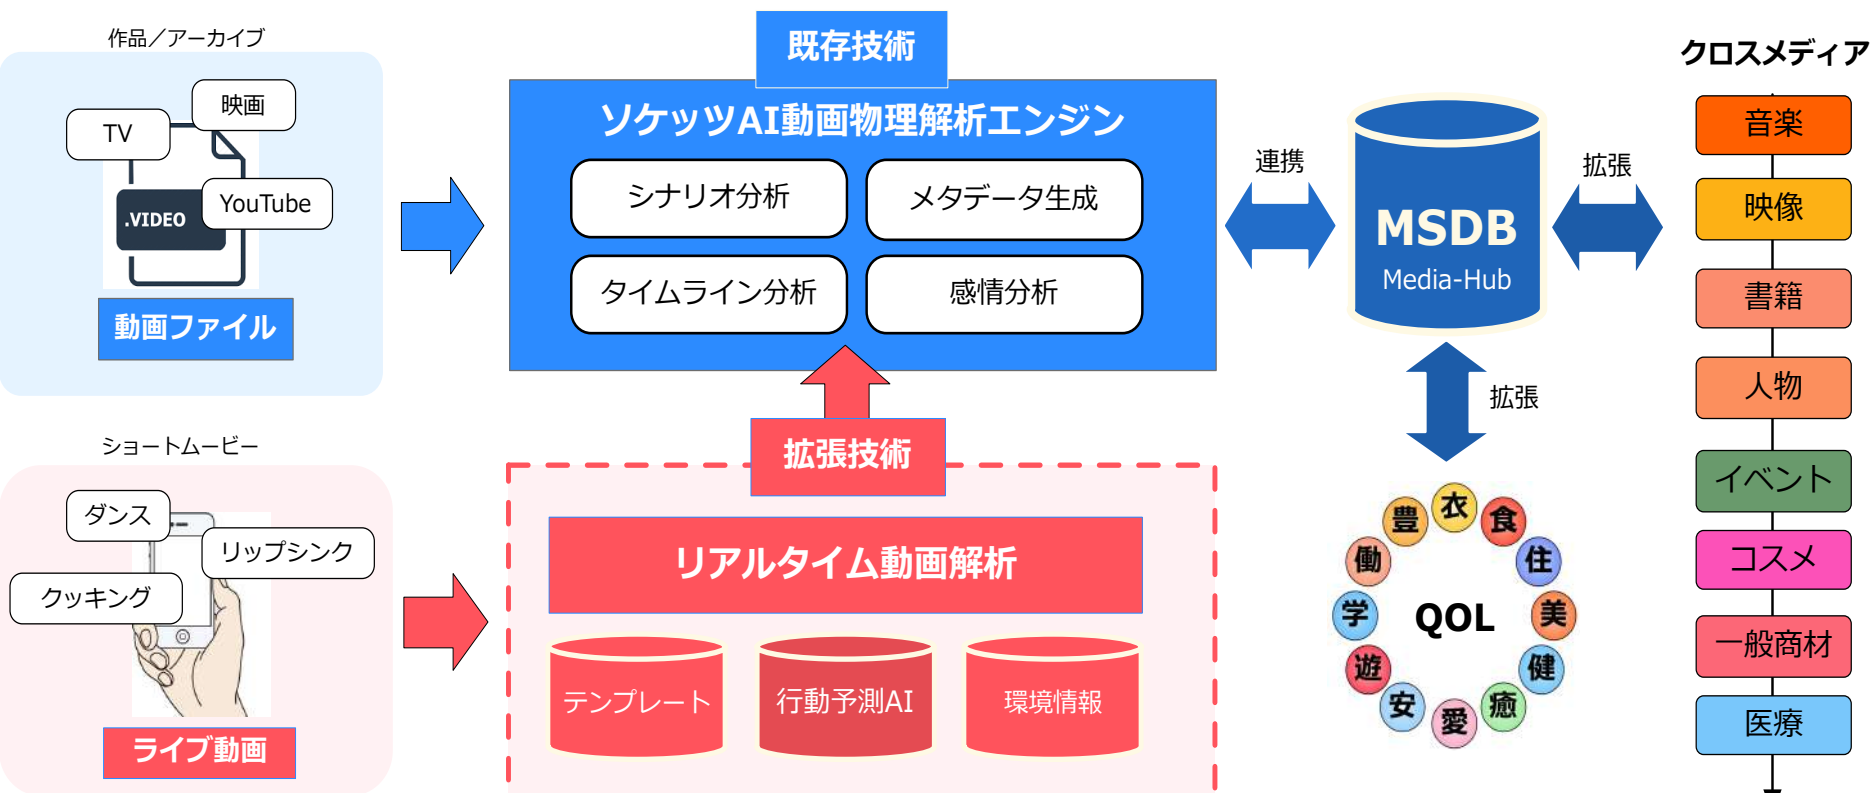 作品／アーカイブ
映画
TV
YouTube
.VIDEO
動画ファイル
既存技術
ソケッツAI動画物理解析エンジン
シナリオ分析
メタデータ生成
タイムライン分析
感情分析
連携
MSDB
Media-Hub
拡張
拡張
クロスメディア
音楽
映像
書籍
人物
イベント
コスメ
一般商材
医療
ショートムービー
ダンス
リップシンク
クッキング
ライブ動画
拡張技術
リアルタイム動画解析
テンプレート
行動予測AI
環境情報
QOL
衣
食
住
美
健
癒
愛
安
遊
学
働
豊